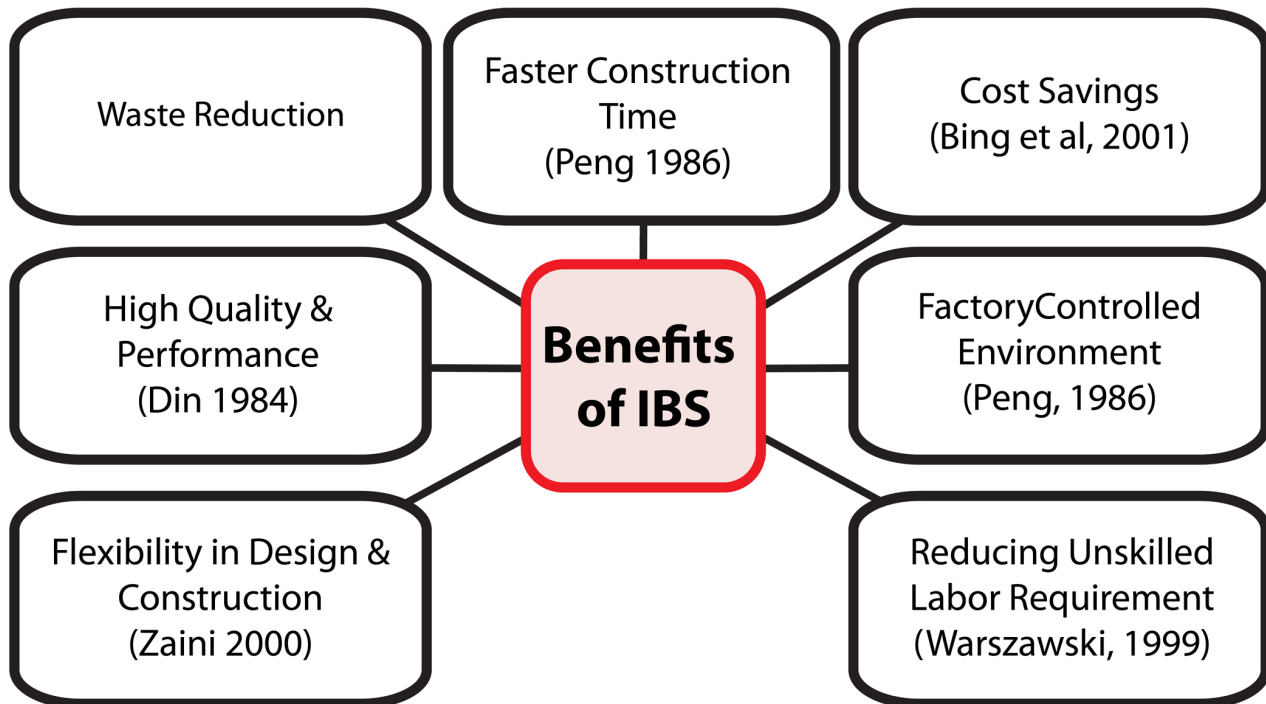 Waste Reduction
Faster Construction
Time
(Peng 1986)
Cost Savings
(Bing et al, 2001)
High Quality &
Performance
(Din 1984)
Benefits
of IBS
FactoryControlled
Environment
(Peng, 1986)
Flexibility in Design &
Construction
(Zaini 2000)
Reducing Unskilled
Labor Requirement
(Warszawski, 1999)